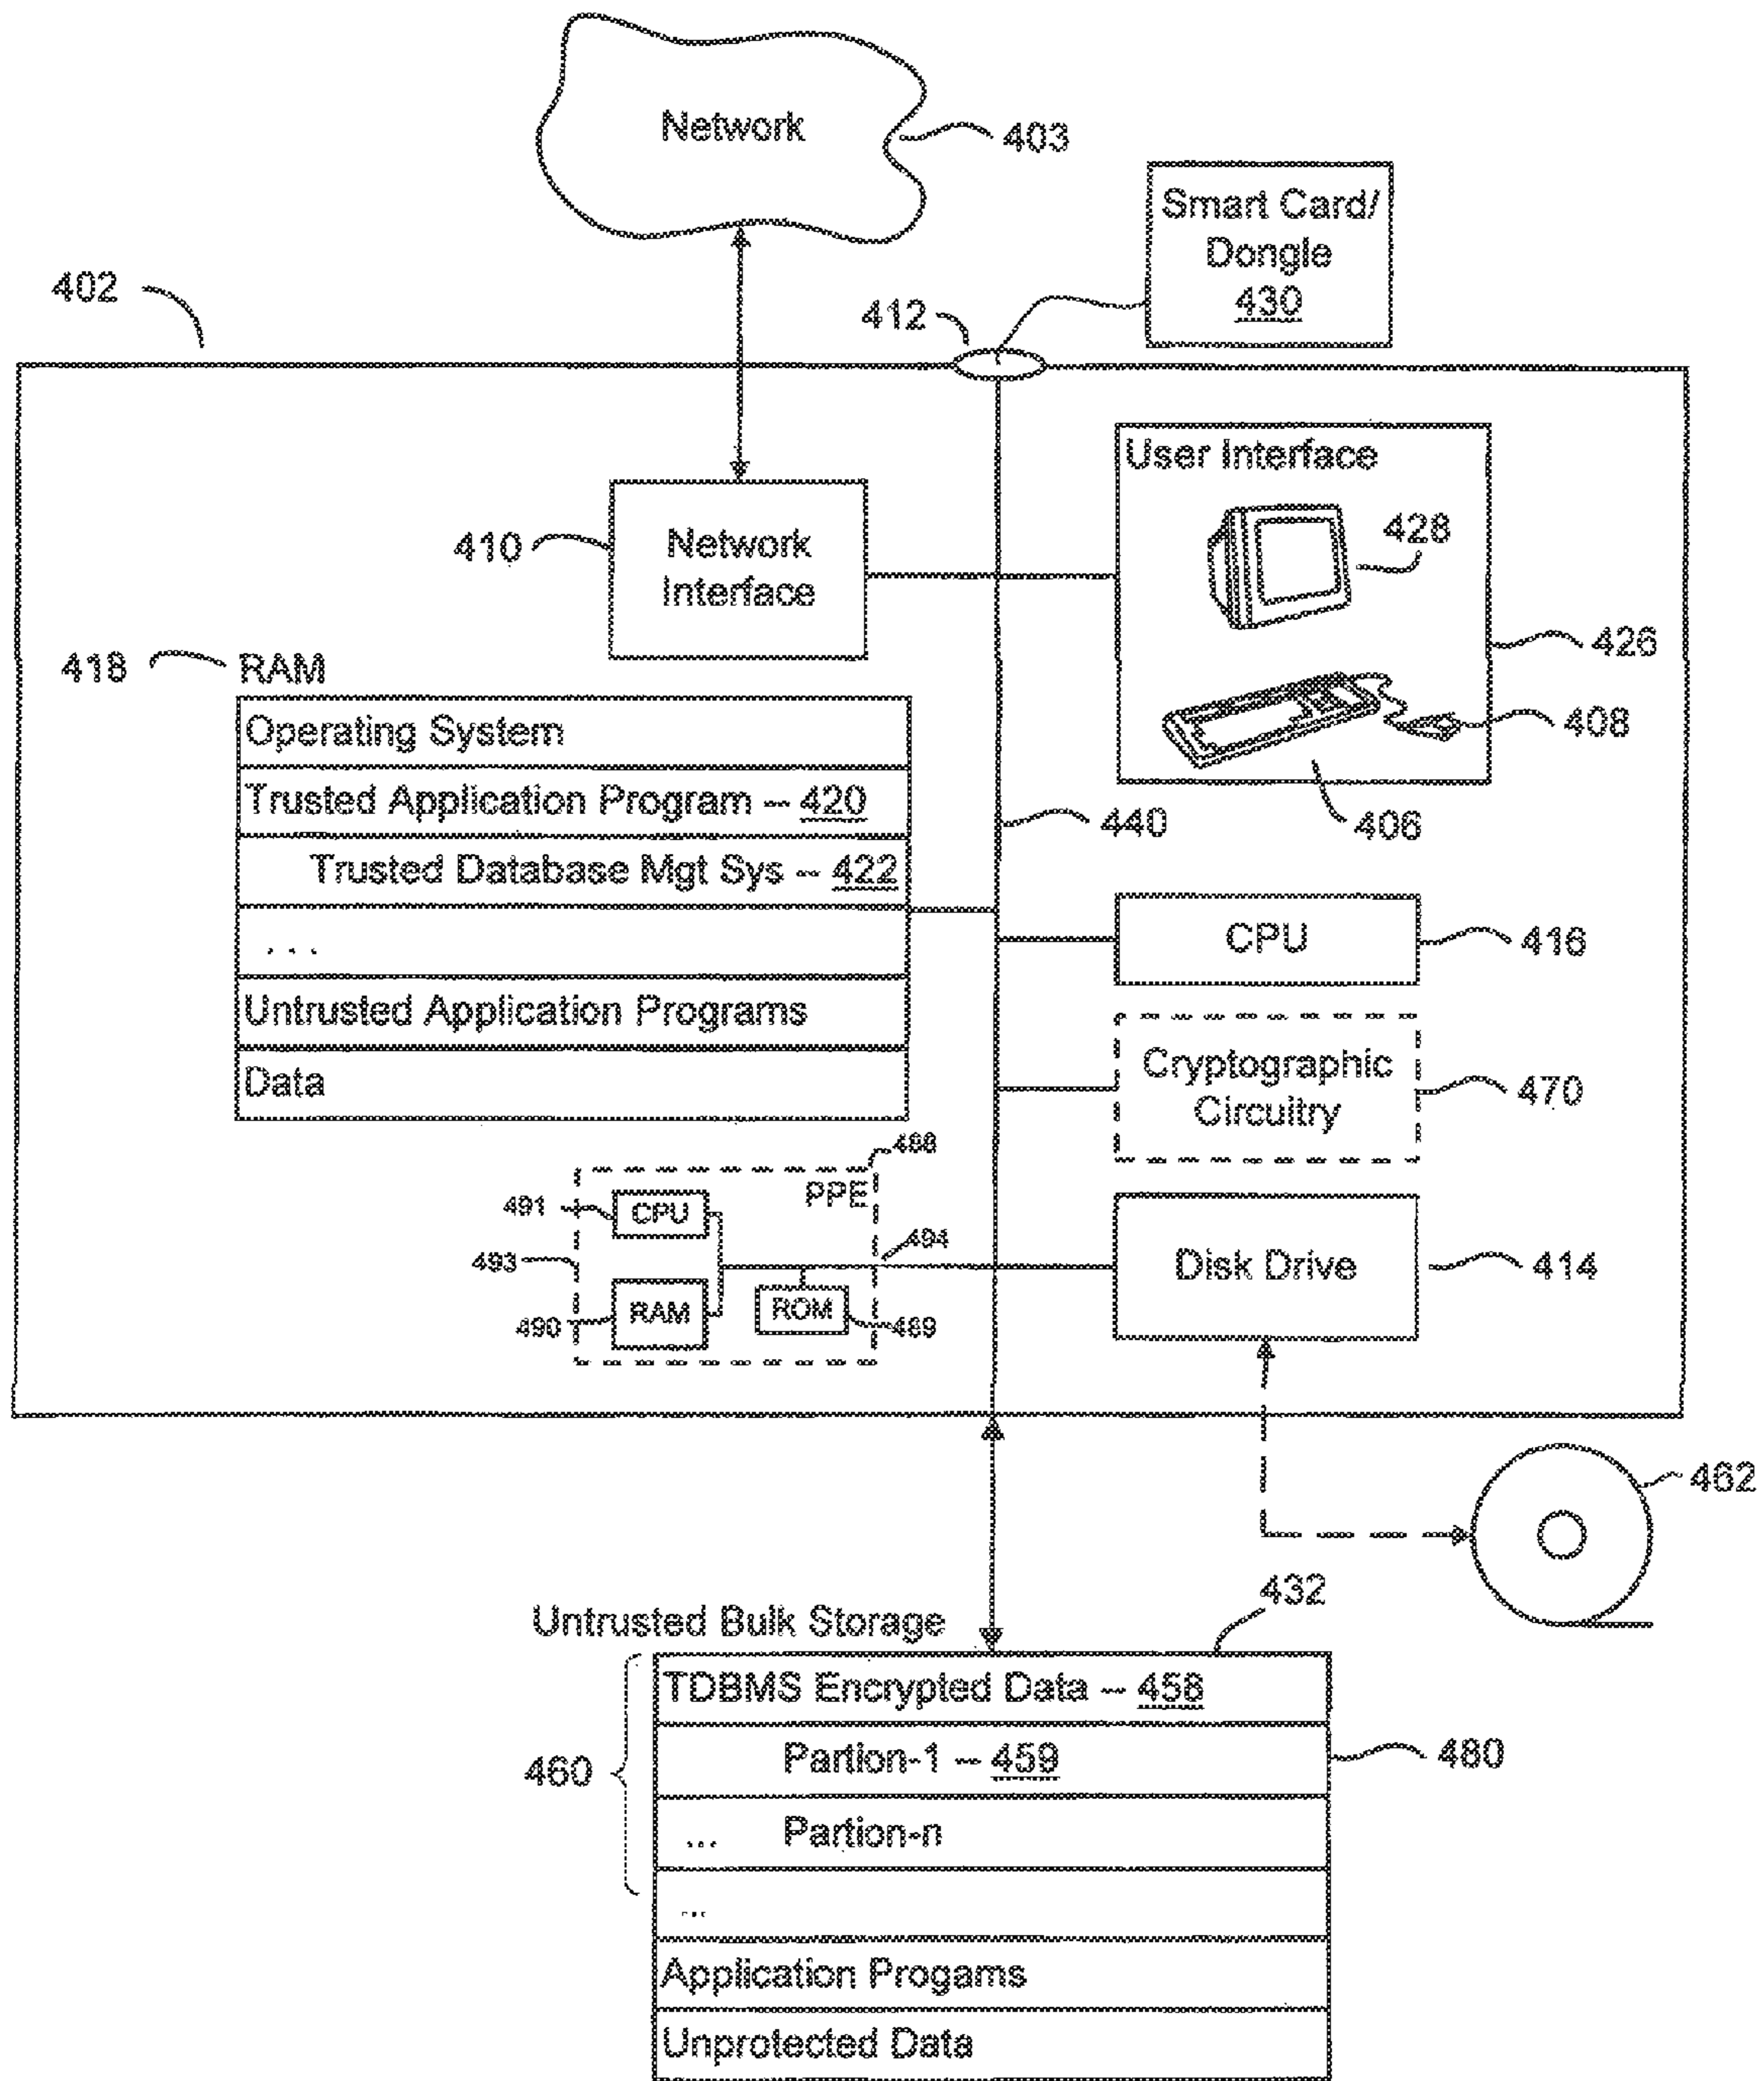 Network
403
Smart Card/
Dongle
430
402
412
User Interface
428
410
Network
Interface
426
418
RAM
408
406
Operating System
Trusted Application Program -- 420
Trusted Database Mgt Sys -- 422
...
Untrusted Application Programs
Data
440
CPU
416
Cryptographic
Circuitry
470
488
PPE
491
CPU
494
493
Disk Drive
414
490
RAM
ROM
489
462
432
Untrusted Bulk Storage
TDBMS Encrypted Data -- 458
Partion-1 -- 459
480
460
... Partion-n
...
Application Progams
Unprotected Data